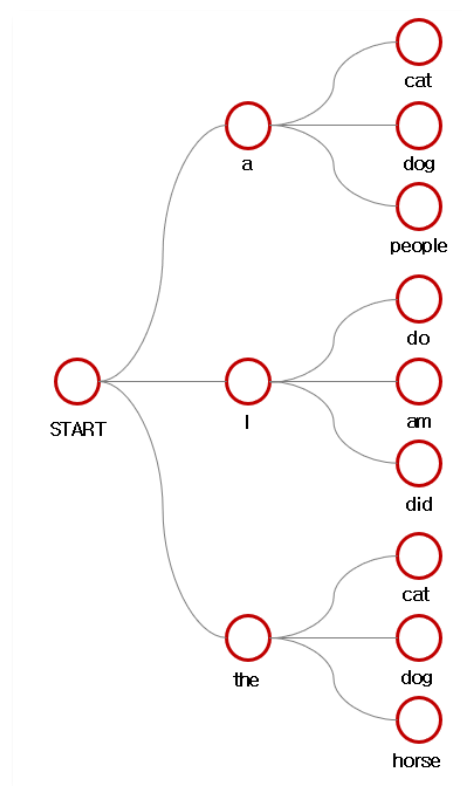 cat
a
dog
people
do
START
I
am
did
cat
the
dog
horse